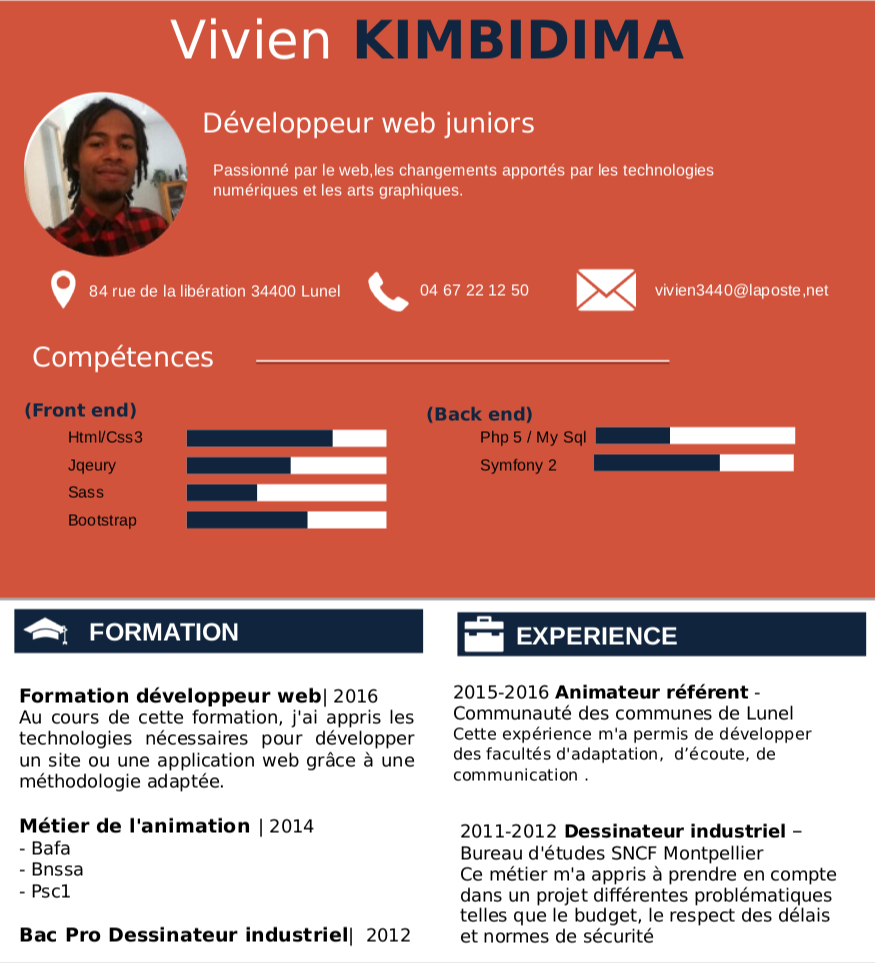 Vivien KIMBIDIMA
Développeur web juniors
Passionné par le web,les changements apportés par les technologies
numériques et les arts graphiques.
84 rue de la libération 34400 Lunel
04 67 22 12 50
vivien3440@laposte,net
Compétences
(Front end)
Html/Css3
Jqeury
Sass
Bootstrap
(Back end)
Php 5 / My Sql
Symfony 2
FORMATION
Formation développeur web| 2016
Au cours de cette formation, j'ai appris les
technologies nécessaires pour développer
un site ou une application web grâce à une
méthodologie adaptée.
Métier de l'animation | 2014
- Bafa
- Bnssa
- Psc1
Bac Pro Dessinateur industriel| 2012
EXPERIENCE
2015-2016 Animateur référent -
Communauté des communes de Lunel
Cette expérience m'a permis de développer
des facultés d'adaptation, d’écoute, de
communication .
2011-2012 Dessinateur industriel –
Bureau d'études SNCF Montpellier
Ce métier m'a appris à prendre en compte
dans un projet différentes problématiques
telles que le budget, le respect des délais
et normes de sécurité